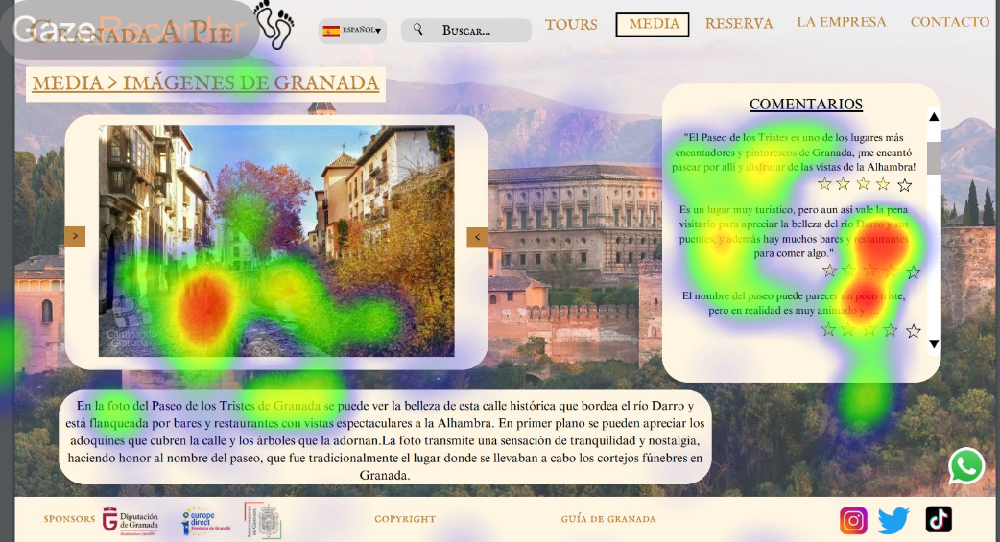 GazeRecorder
GRANADA A PIE
ESPAÑOL▾
BUSCAR...
TOURS
MEDIA
RESERVA
LA EMPRESA
CONTACTO
MEDIA > IMÁGENES DE GRANADA
>
<
Caminando
Granada
COMENTARIOS
"El Paseo de los Tristes es uno de los lugares más
encantadores y pintorescos de Granada, ¡me encantó
pasear por allí y disfrutar de las vistas de la Alhambra!
Es un lugar muy turístico, pero aun asi vale la pena
visitarlo para apreciar la belleza del río Darro y sus
puentes, y además hay muchos bares y restaurantes
para comer algo."
El nombre del paseo puede parecer un poco triste,
pero en realidad es muy animado y ...
En la foto del Paseo de los Tristes de Granada se puede ver la belleza de esta calle histórica que bordea el río Darro y
está flanqueada por bares y restaurantes con vistas espectaculares a la Alhambra. En primer plano se pueden apreciar los
adoquines que cubren la calle y los árboles que la adornan.La foto transmite una sensación de tranquilidad y nostalgia,
haciendo honor al nombre del paseo, que fue tradicionalmente el lugar donde se llevaban a cabo los cortejos fúnebres en
Granada.
SPONSORS
Diputación
de Granada
europe
direct
Provincia de Granada
AYUNTAMIENTO
DE GRANADA
COPYRIGHT
GUÍA DE GRANADA